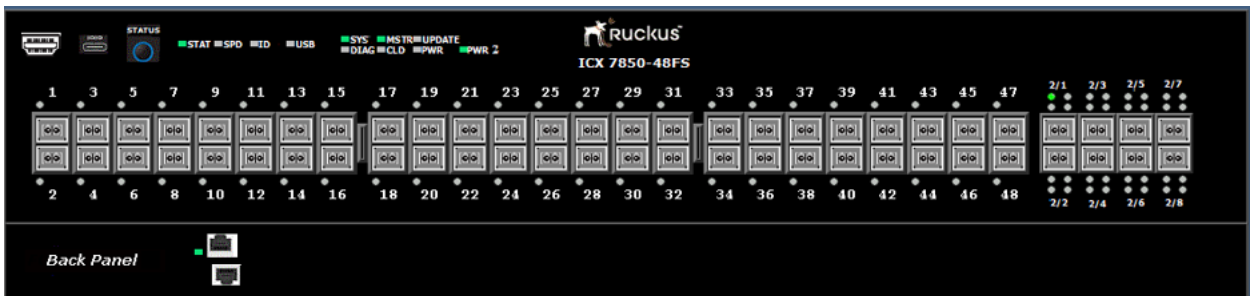 STATUS
STAT SPD ID USB SYS MSTR UPDATE
DIAG CLD PWR PWR 2
Ruckus
ICX 7850-48FS
1 3 5 7 9 11 13 15 17 19 21 23 25 27 29 31 33 35 37 39 41 43 45 47 2/1 2/3 2/5 2/7
2 4 6 8 10 12 14 16 18 20 22 24 26 28 30 32 34 36 38 40 42 44 46 48 2/2 2/4 2/6 2/8
Back Panel